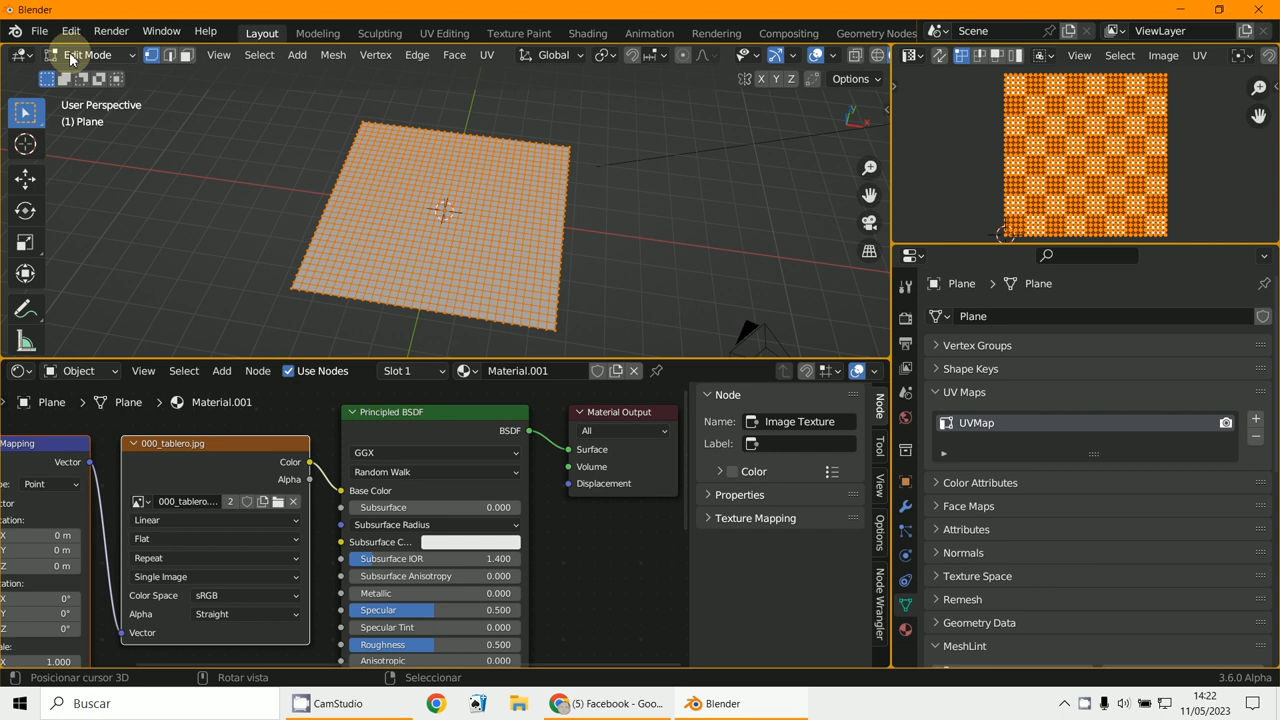 Blender
File Edit Render Window Help Layout Modeling Sculpting UV Editing Texture Paint Shading Animation Rendering Compositing Geometry Nodes Scene ViewLayer
Edit Mode View Select Add Mesh Vertex Edge Face UV Global View Select Image UV
X Y Z Options
User Perspective
(1) Plane
Y
Plane Plane
Plane
Vertex Groups
Shape Keys
UV Maps
UVMap
Color Attributes
Face Maps
Attributes
Normals
Texture Space
Remesh
Geometry Data
MeshLint
Object View Select Add Node Use Nodes Slot 1 Material.001
Plane Plane Material.001
Mapping
Vector
Point
X 0 m
Y 0 m
Z 0 m
X 0°
Y 0°
Z 0°
X 1.000
000_tablero.jpg
Color
Alpha
000_tablero.... 2
Linear
Flat
Repeat
Single Image
Color Space sRGB
Alpha Straight
Vector
Principled BSDF
BSDF
GGX
Random Walk
Base Color
Subsurface 0.000
Subsurface Radius
Subsurface C...
Subsurface IOR 1.400
Subsurface Anisotropy 0.000
Metallic 0.000
Specular 0.500
Specular Tint 0.000
Roughness 0.500
Anisotropic 0.000
Material Output
All
Surface
Volume
Displacement
Node
Name: Image Texture
Label:
Color
Properties
Texture Mapping
Node
Tool
View
Options
Node Wrangler
Posicionar cursor 3D Rotar vista Seleccionar 3.6.0 Alpha
Buscar CamStudio (5) Facebook - Goo... Blender
14:22
11/05/2023